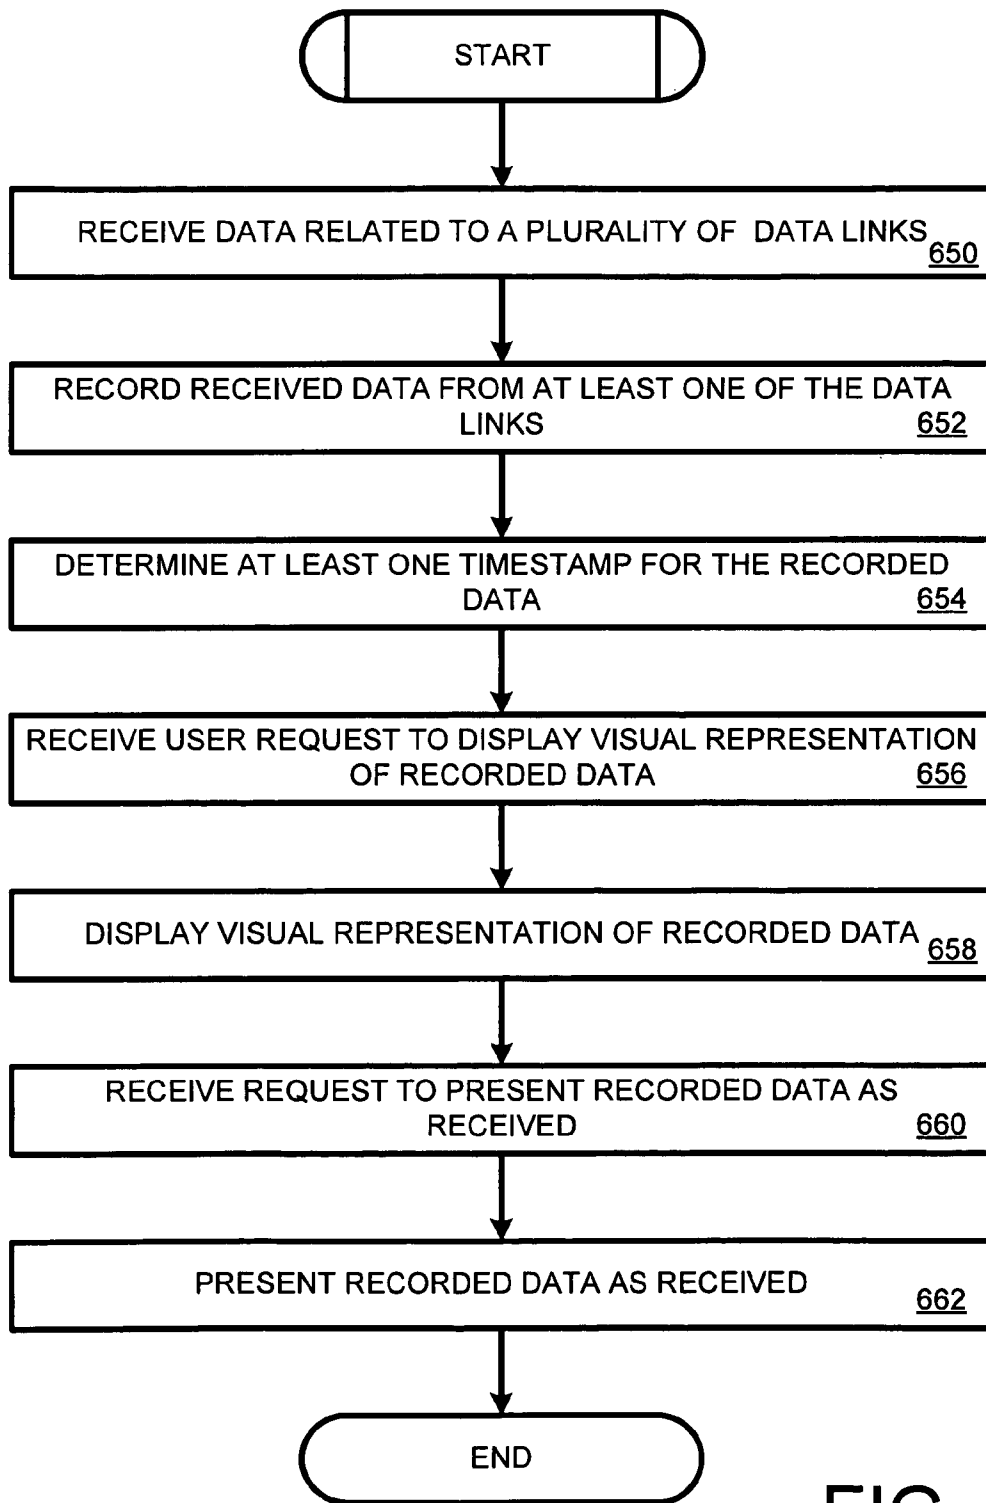 START
RECEIVE DATA RELATED TO A PLURALITY OF DATA LINKS
650
RECORD RECEIVED DATA FROM AT LEAST ONE OF THE DATA
LINKS
652
DETERMINE AT LEAST ONE TIMESTAMP FOR THE RECORDED
DATA
654
RECEIVE USER REQUEST TO DISPLAY VISUAL REPRESENTATION
OF RECORDED DATA
656
DISPLAY VISUAL REPRESENTATION OF RECORDED DATA
658
RECEIVE REQUEST TO PRESENT RECORDED DATA AS
RECEIVED
660
PRESENT RECORDED DATA AS RECEIVED
662
END
FIG